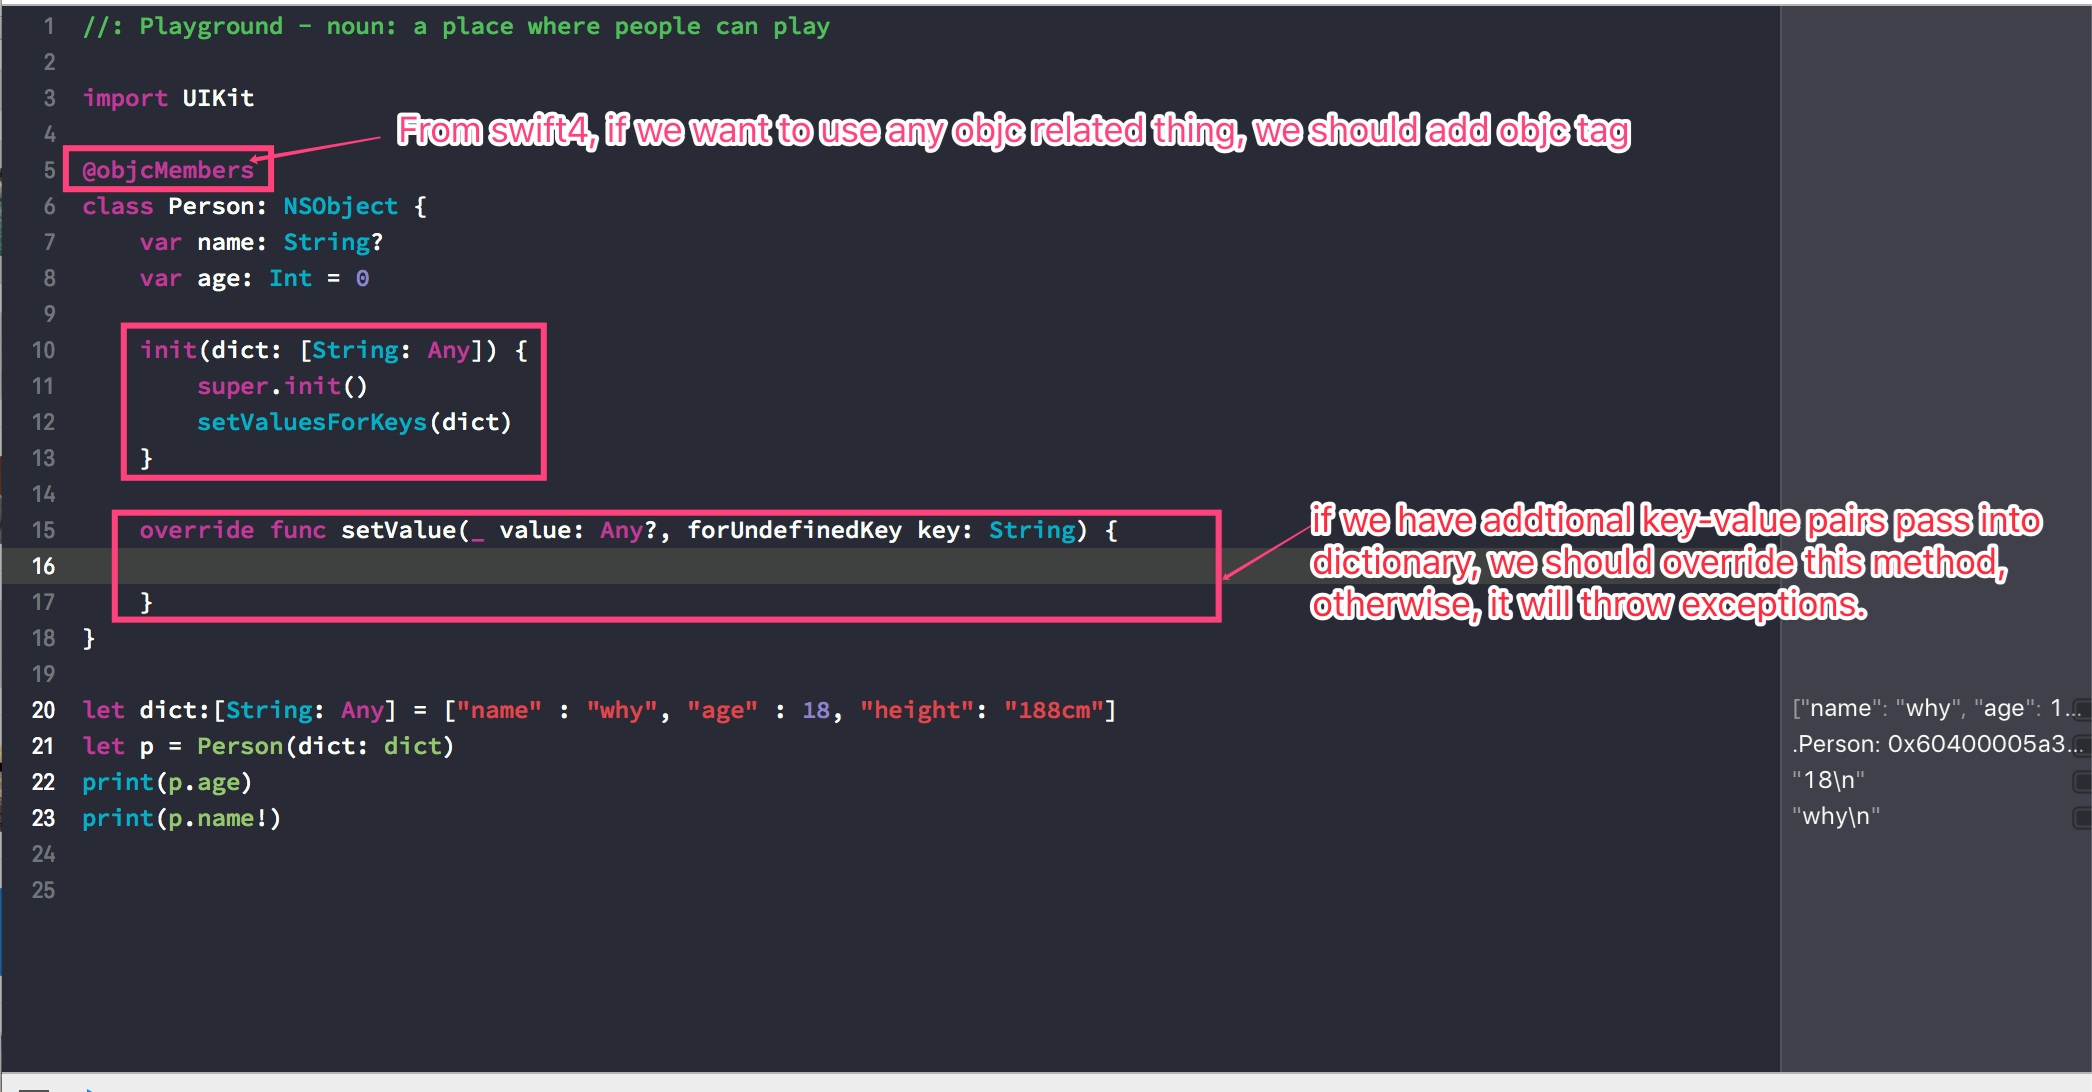 1 //: Playground - noun: a place where people can play
2
3 import UIKit
4
From swift4, if we want to use any objc related thing, we should add objc tag
5 @objcMembers
6 class Person: NSObject {
7 var name: String?
8 var age: Int = 0
9
10 init(dict: [String: Any]) {
11 super.init()
12 setValuesForKeys(dict)
13 }
14
15 override func setValue(_ value: Any?, forUndefinedKey key: String) {
16
17 }
if we have addtional key-value pairs pass into
dictionary, we should override this method,
otherwise, it will throw exceptions.
18 }
19
20 let dict:[String: Any] = ["name" : "why", "age" : 18, "height": "188cm"]
["name": "why", "age": 1...
21 let p = Person(dict: dict)
.Person: 0x60400005a3...
22 print(p.age)
"18\n"
23 print(p.name!)
"why\n"
24
25